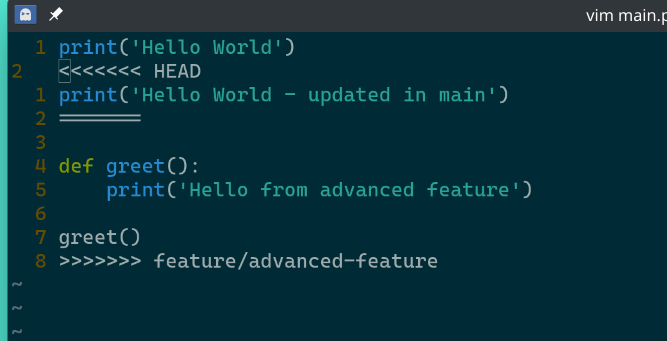 vim main.p
1 print('Hello World')
2 <<<<<<< HEAD
1 print('Hello World - updated in main')
2 =======
3
4 def greet():
5     print('Hello from advanced feature')
6
7 greet()
8 >>>>>>> feature/advanced-feature
~
~
~